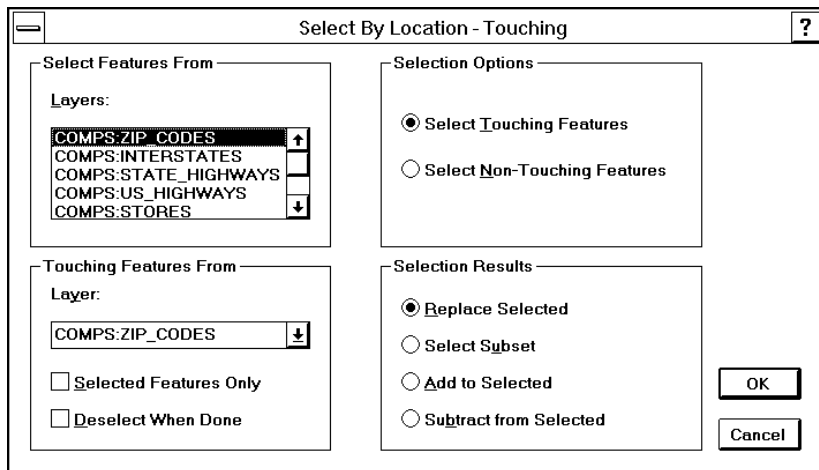 Select By Location - Touching
?
Select Features From
Layers:
COMPS:ZIP_CODES
COMPS:INTERSTATES
COMPS:STATE_HIGHWAYS
COMPS:US_HIGHWAYS
COMPS:STORES
Selection Options
Select Touching Features
Select Non-Touching Features
Touching Features From
Layer:
COMPS:ZIP_CODES
Selected Features Only
Deselect When Done
Selection Results
Replace Selected
Select Subset
Add to Selected
Subtract from Selected
OK
Cancel